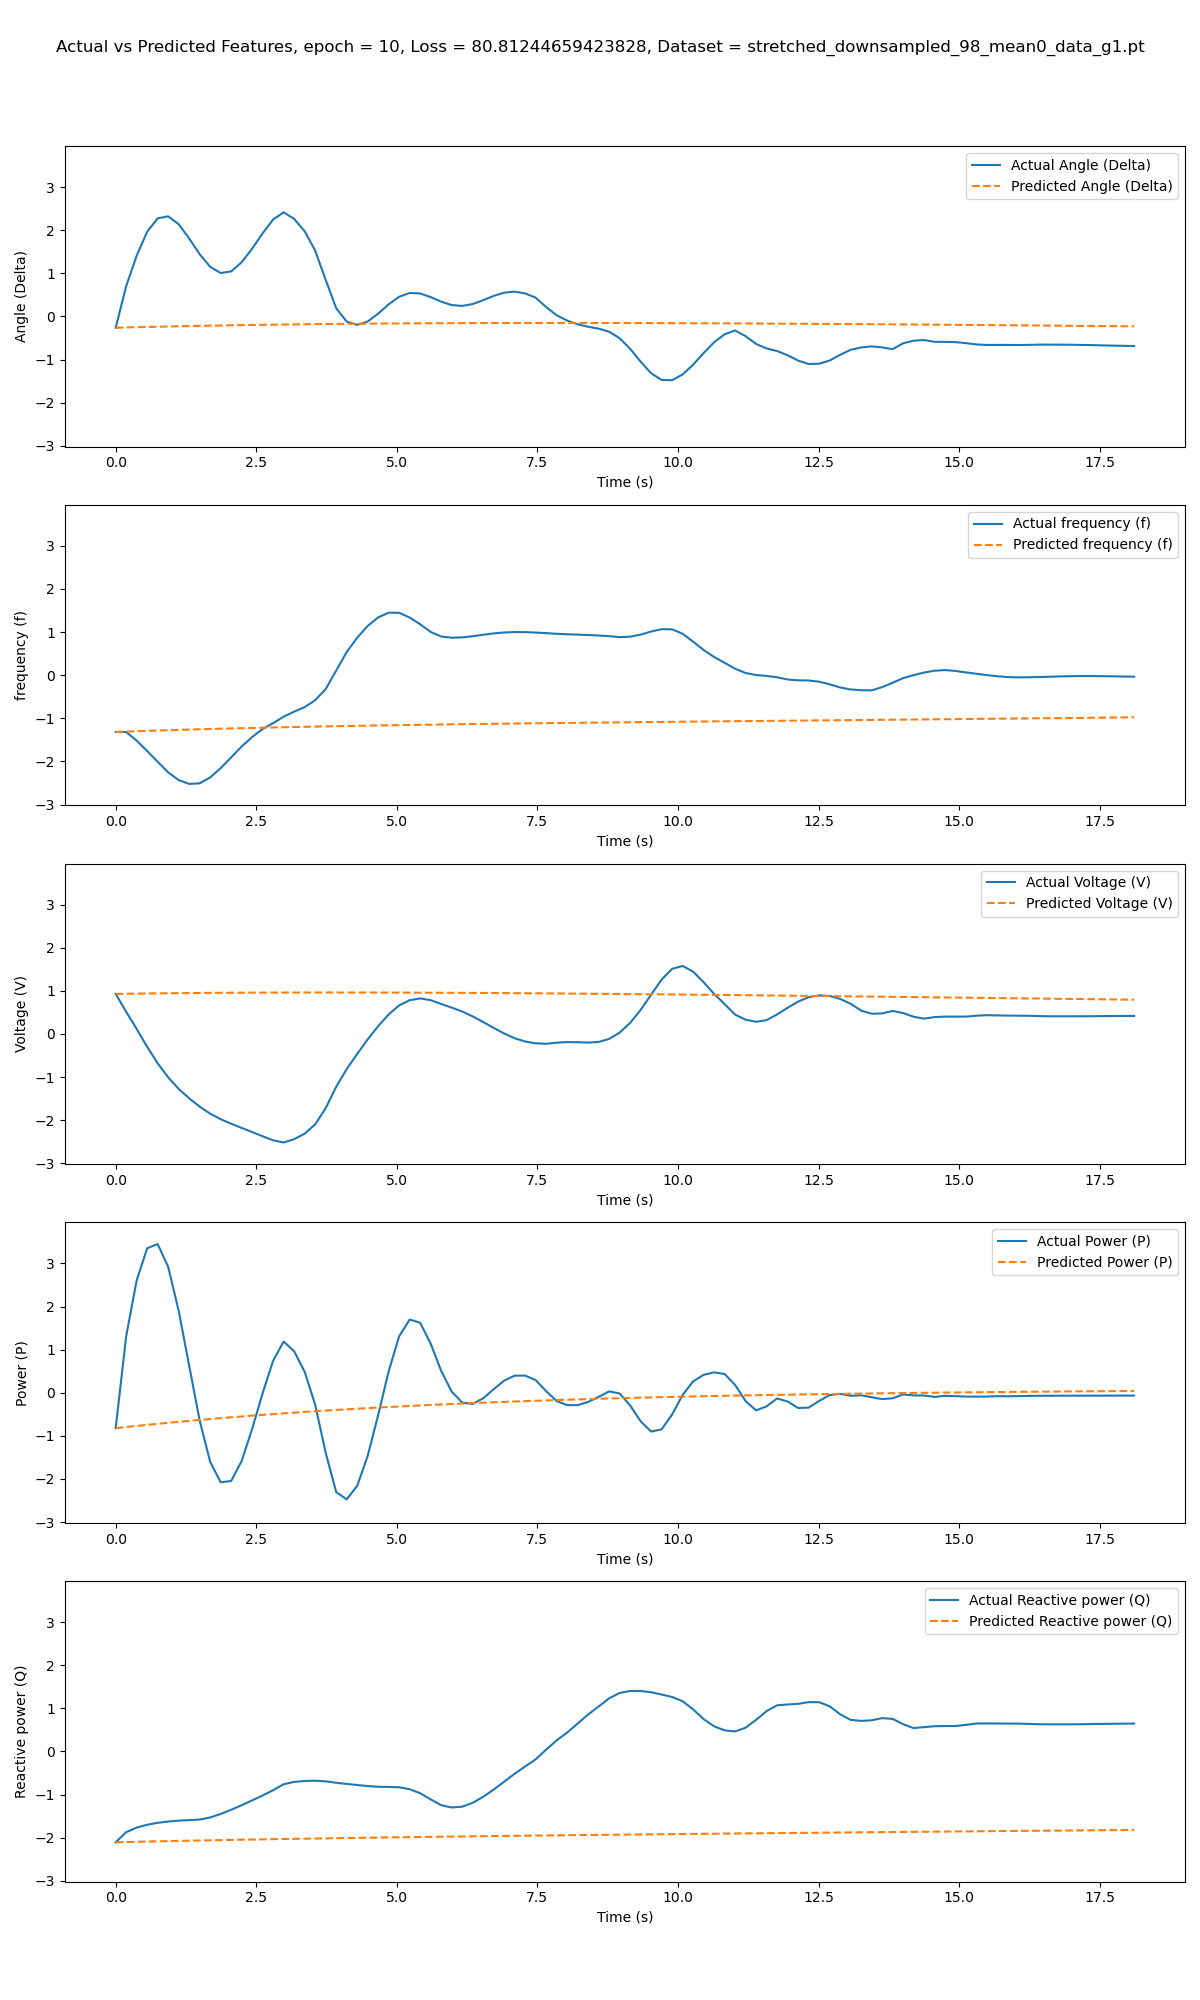 Actual vs Predicted Features, epoch = 10, Loss = 80.81244659423828, Dataset = stretched_downsampled_98_mean0_data_g1.pt
Actual Angle (Delta)
Predicted Angle (Delta)
Angle (Delta)
3
2
1
0
−1
−2
−3
0.0 2.5 5.0 7.5 10.0 12.5 15.0 17.5
Time (s)
Actual frequency (f)
Predicted frequency (f)
frequency (f)
3
2
1
0
−1
−2
−3
0.0 2.5 5.0 7.5 10.0 12.5 15.0 17.5
Time (s)
Actual Voltage (V)
Predicted Voltage (V)
Voltage (V)
3
2
1
0
−1
−2
−3
0.0 2.5 5.0 7.5 10.0 12.5 15.0 17.5
Time (s)
Actual Power (P)
Predicted Power (P)
Power (P)
3
2
1
0
−1
−2
−3
0.0 2.5 5.0 7.5 10.0 12.5 15.0 17.5
Time (s)
Actual Reactive power (Q)
Predicted Reactive power (Q)
Reactive power (Q)
3
2
1
0
−1
−2
−3
0.0 2.5 5.0 7.5 10.0 12.5 15.0 17.5
Time (s)